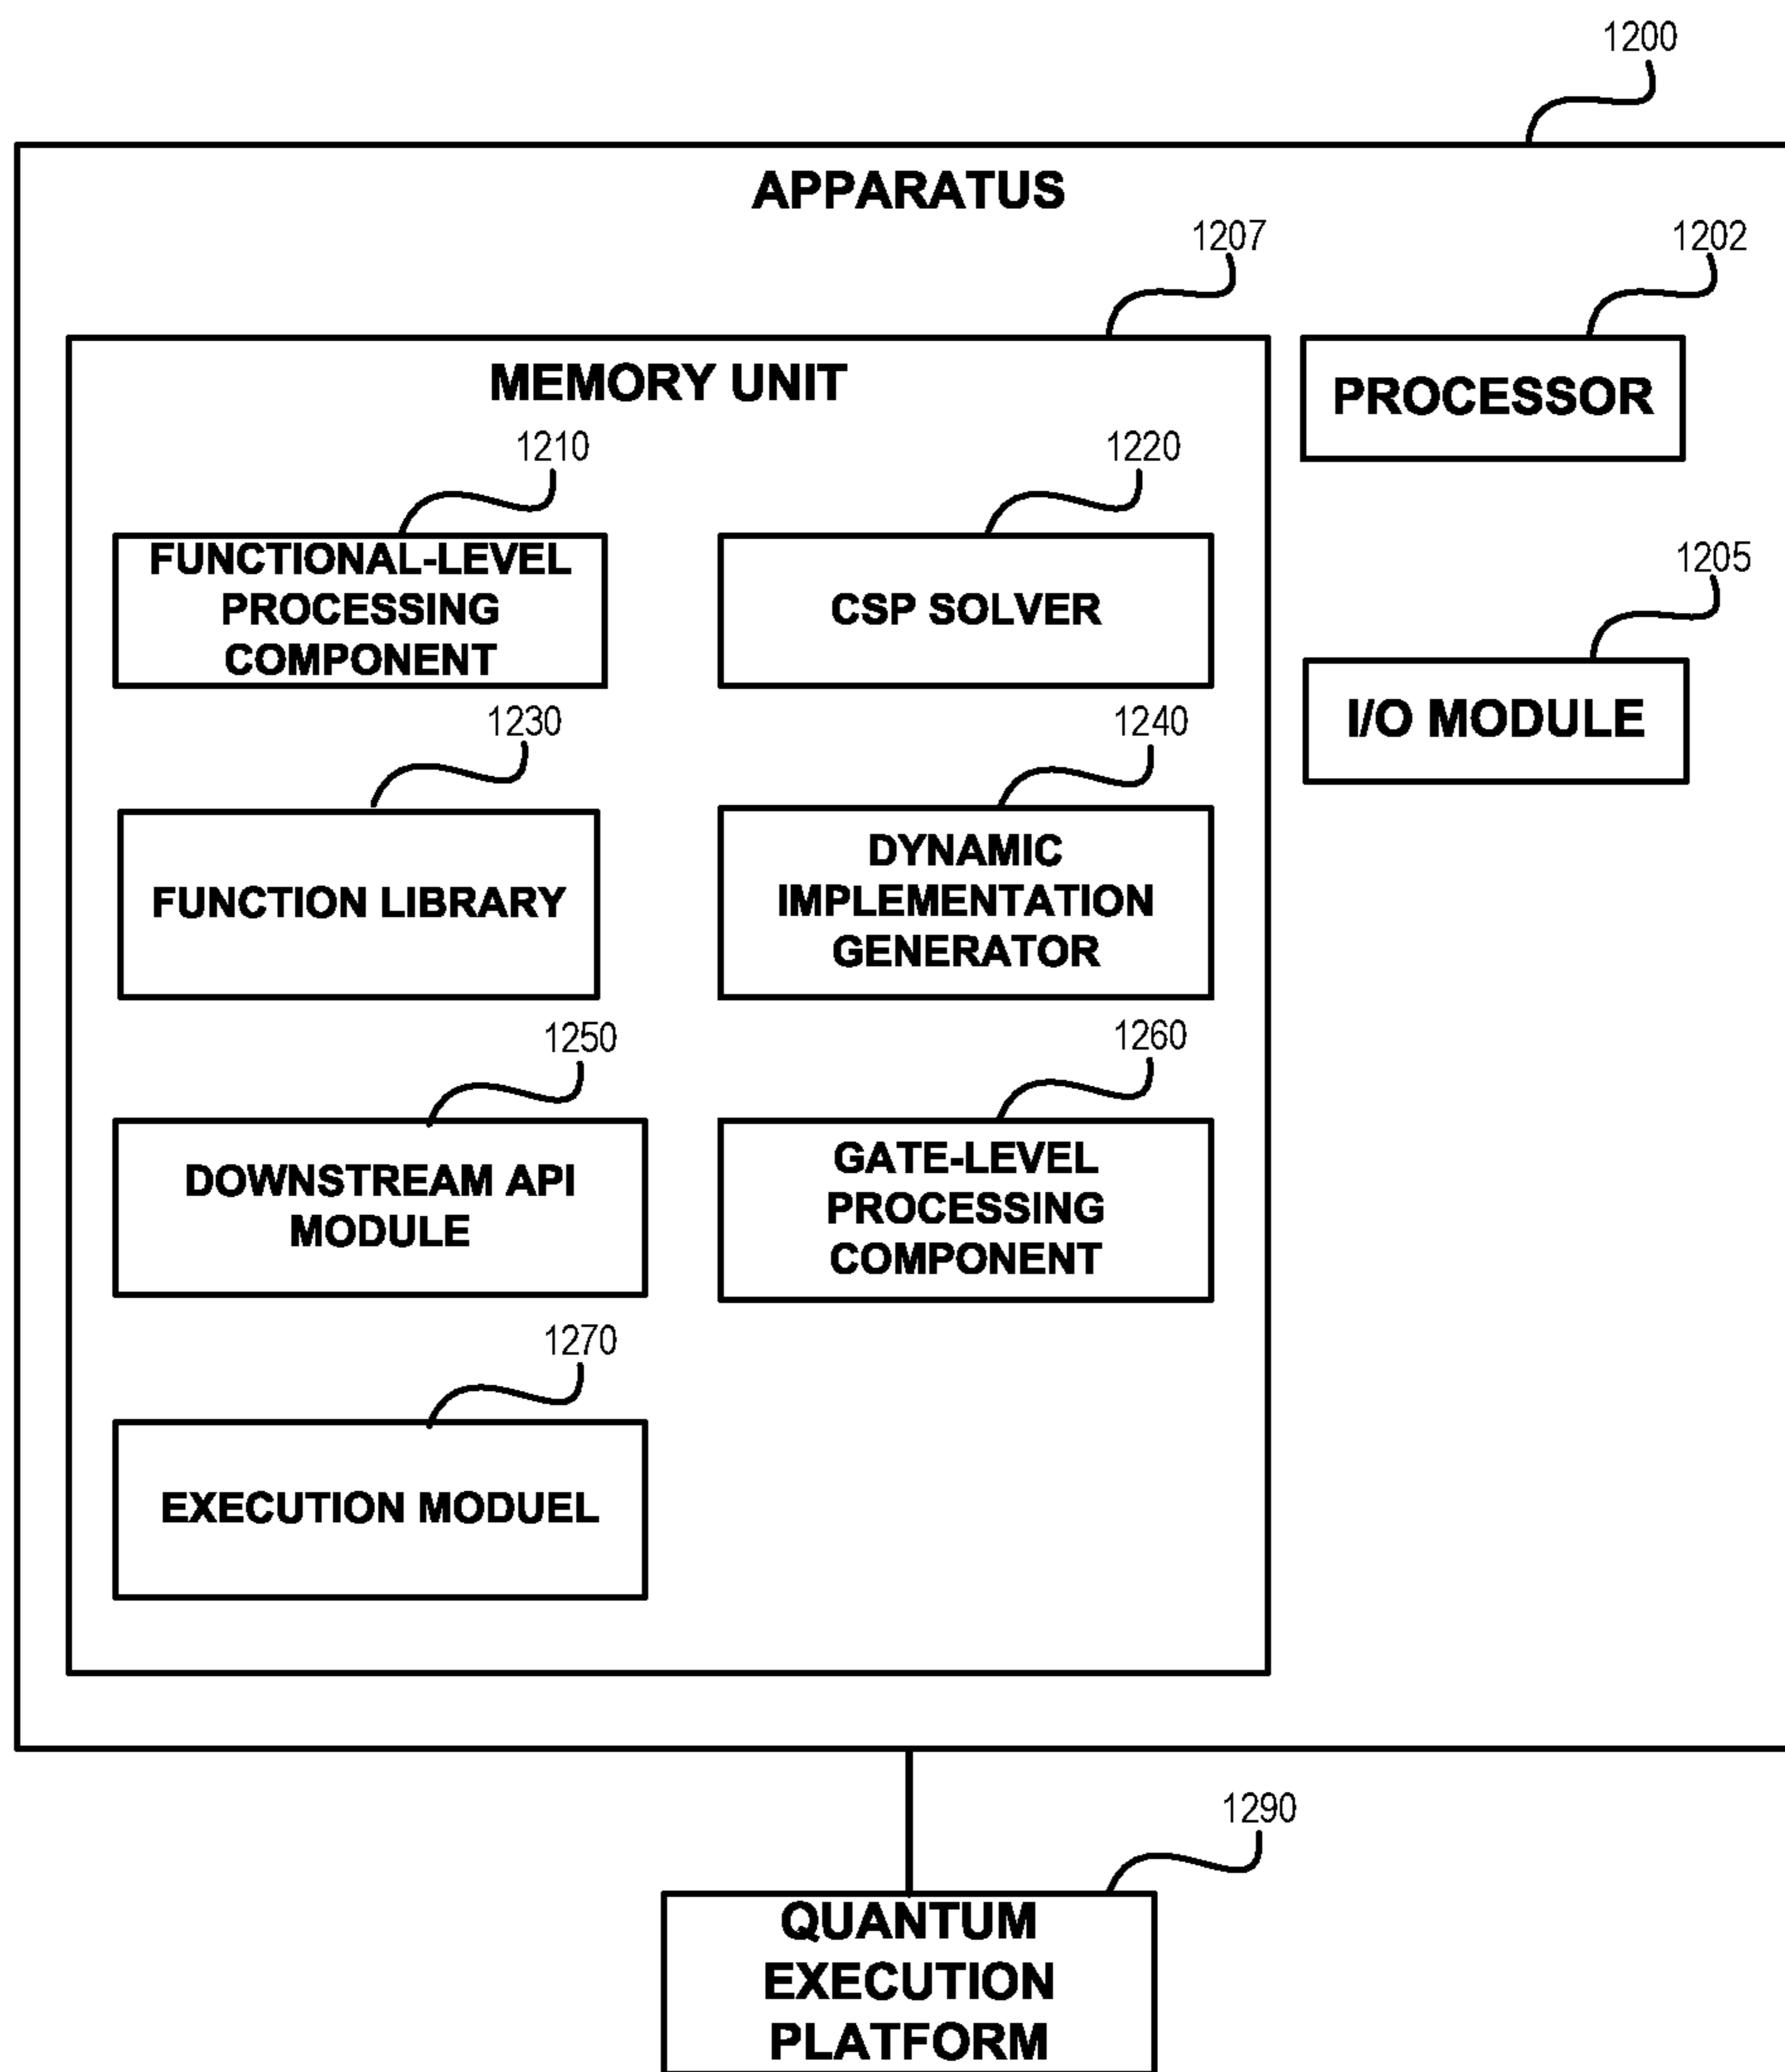 1200
APPARATUS
1207
1202
MEMORY UNIT
PROCESSOR
1210
1220
FUNCTIONAL-LEVEL
PROCESSING
COMPONENT
CSP SOLVER
1205
I/O MODULE
1230
1240
FUNCTION LIBRARY
DYNAMIC
IMPLEMENTATION
GENERATOR
1250
1260
DOWNSTREAM API
MODULE
GATE-LEVEL
PROCESSING
COMPONENT
1270
EXECUTION MODUEL
1290
QUANTUM
EXECUTION
PLATFORM